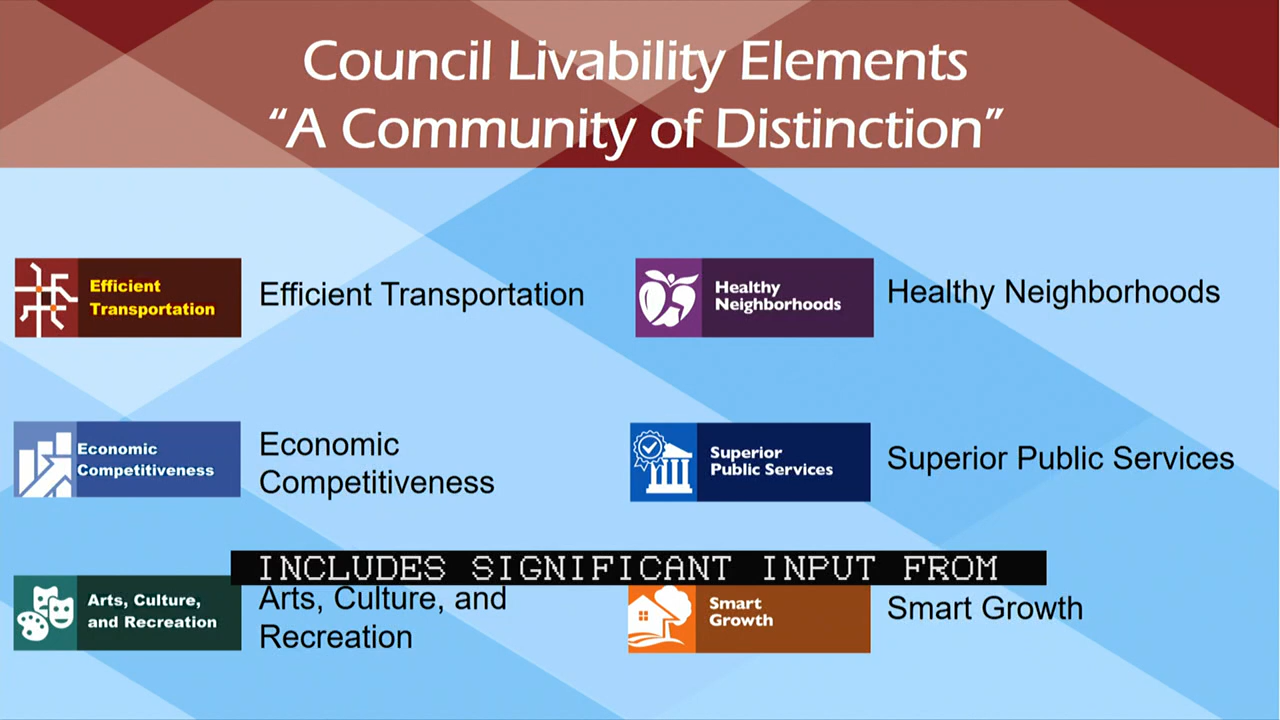 Council Livability Elements
“A Community of Distinction”
Efficient
Transportation
Efficient Transportation
Healthy
Neighborhoods
Healthy Neighborhoods
Economic
Competitiveness
Economic
Competitiveness
Superior
Public Services
Superior Public Services
INCLUDES SIGNIFICANT INPUT FROM
Arts, Culture,
and Recreation
Arts, Culture, and
Recreation
Smart
Growth
Smart Growth